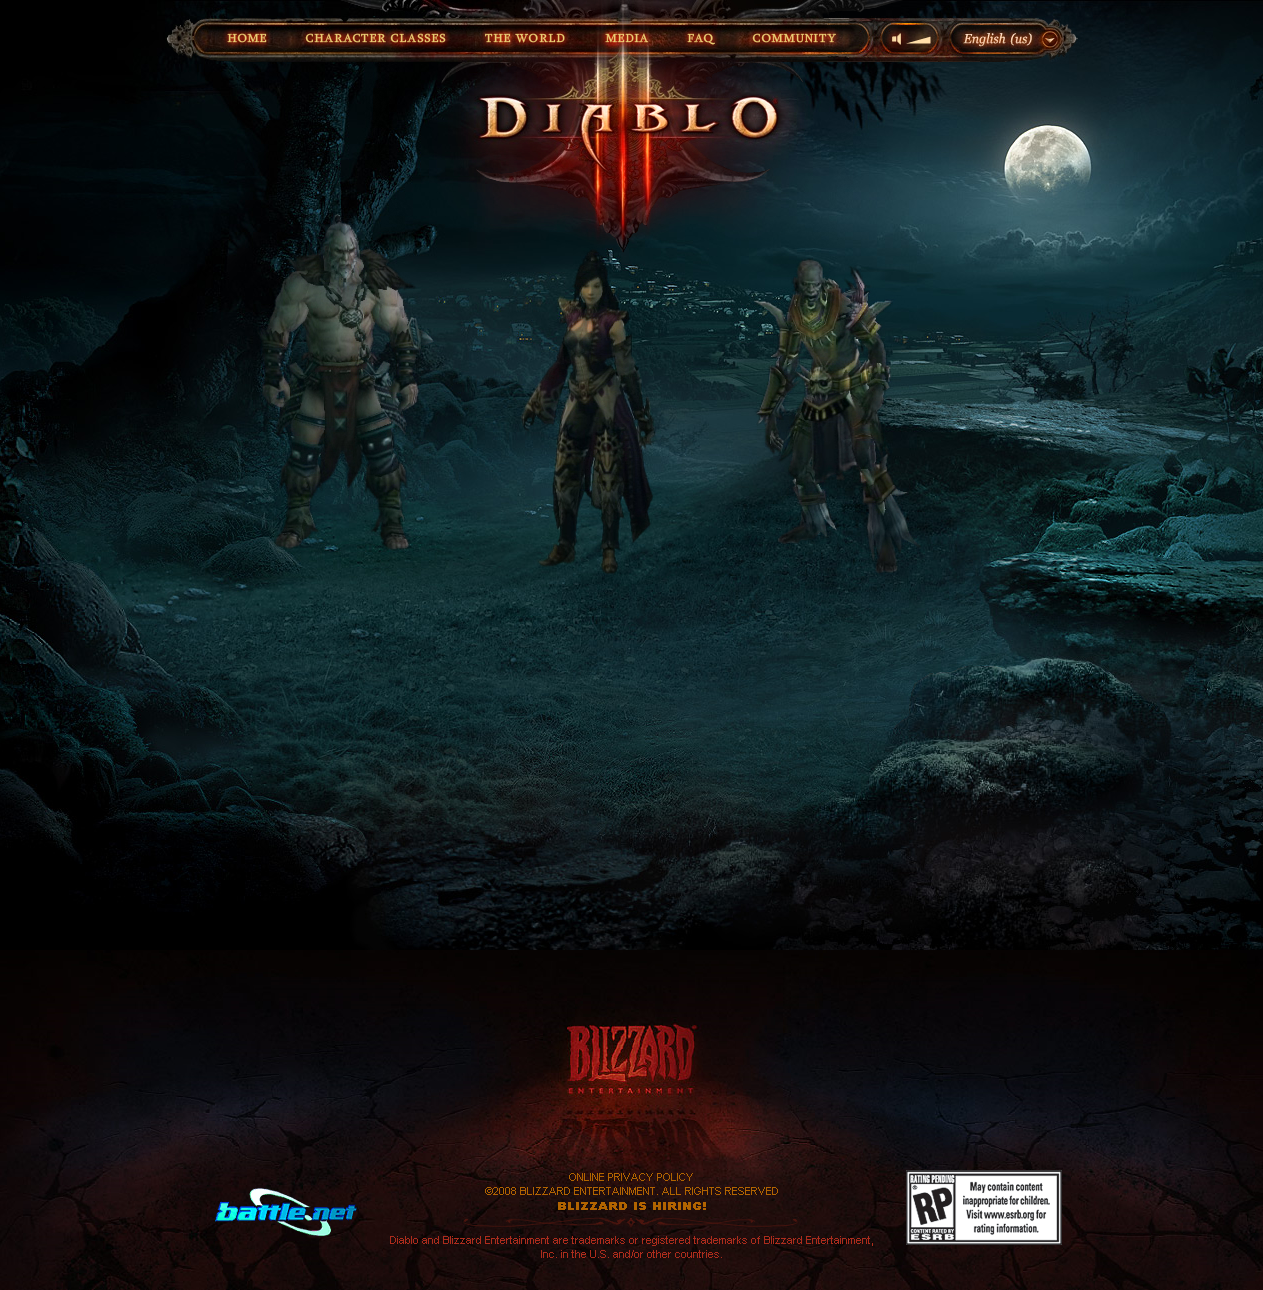 HOME CHARACTER CLASSES THE WORLD MEDIA FAQ COMMUNITY English (us)
DIABLO
BLIZZARD
ENTERTAINMENT
ONLINE PRIVACY POLICY
©2008 BLIZZARD ENTERTAINMENT. ALL RIGHTS RESERVED
BLIZZARD IS HIRING!
Diablo and Blizzard Entertainment are trademarks or registered trademarks of Blizzard Entertainment,
Inc. in the U.S. and/or other countries.
battle.net
RATING PENDING
RP
CONTENT RATED BY
ESRB
May contain content
inappropriate for children.
Visit www.esrb.org for
rating information.